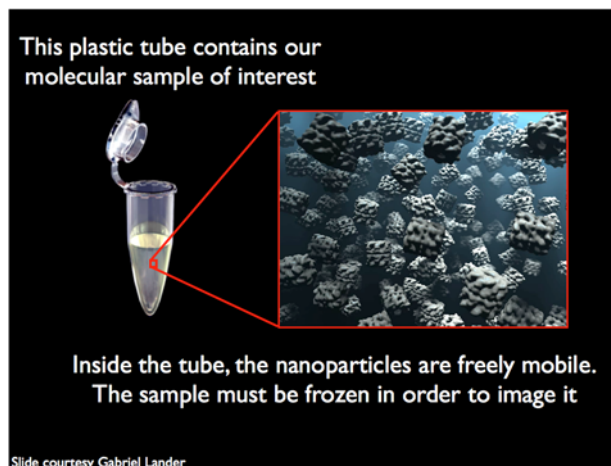 This plastic tube contains our
molecular sample of interest
Inside the tube, the nanoparticles are freely mobile.
The sample must be frozen in order to image it
Slide courtesy Gabriel Lander